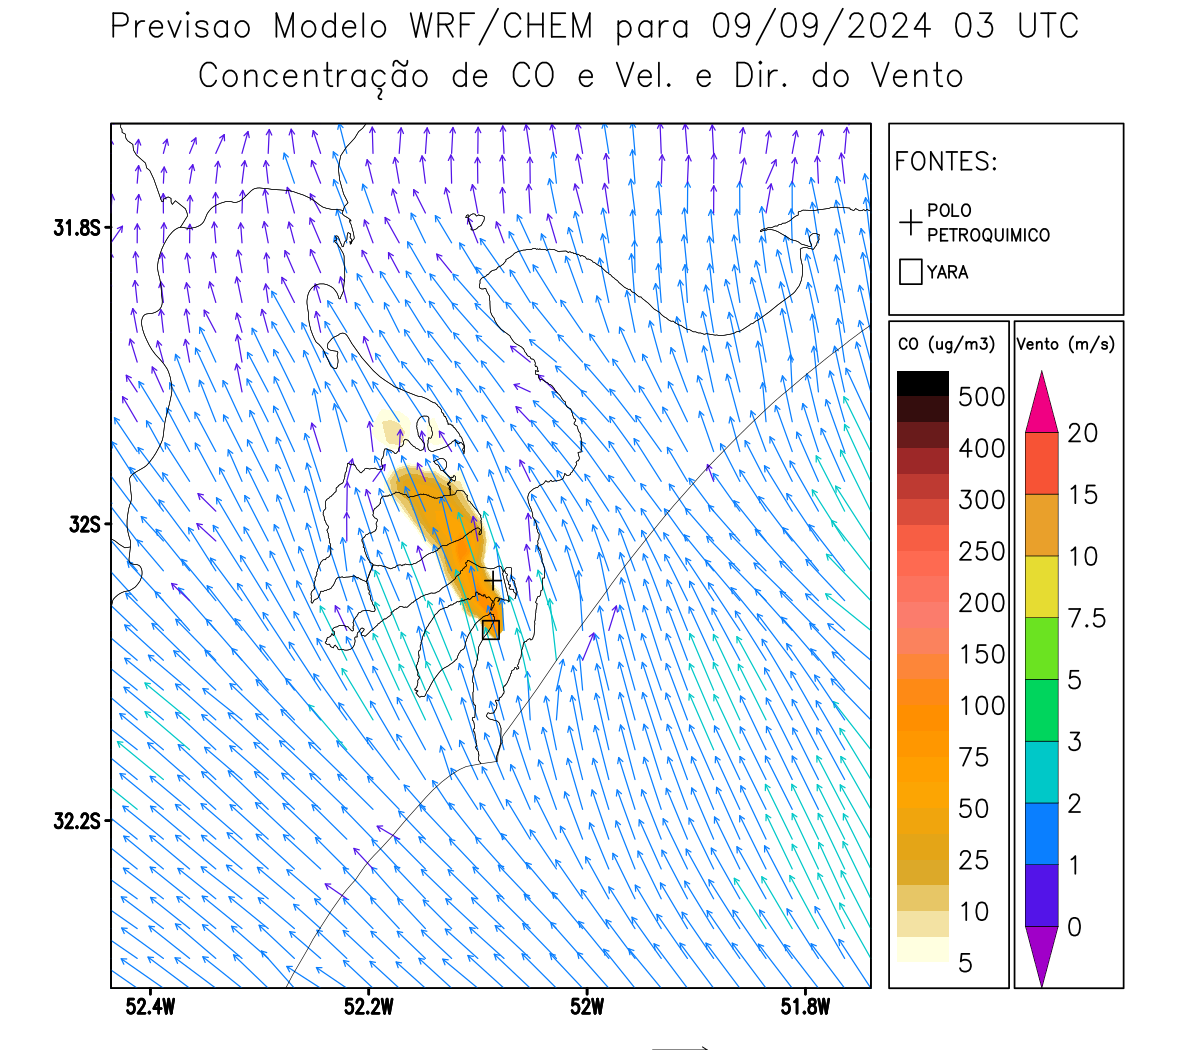 Previsao Modelo WRF/CHEM para 09/09/2024 03 UTC
Concentração de CO e Vel. e Dir. do Vento
FONTES:
POLO
PETROQUIMICO
YARA
CO (ug/m3)
500
400
300
250
200
150
100
75
50
25
10
5
Vento (m/s)
20
15
10
7.5
5
3
2
1
0
31.8S
32S
32.2S
52.4W
52.2W
52W
51.8W